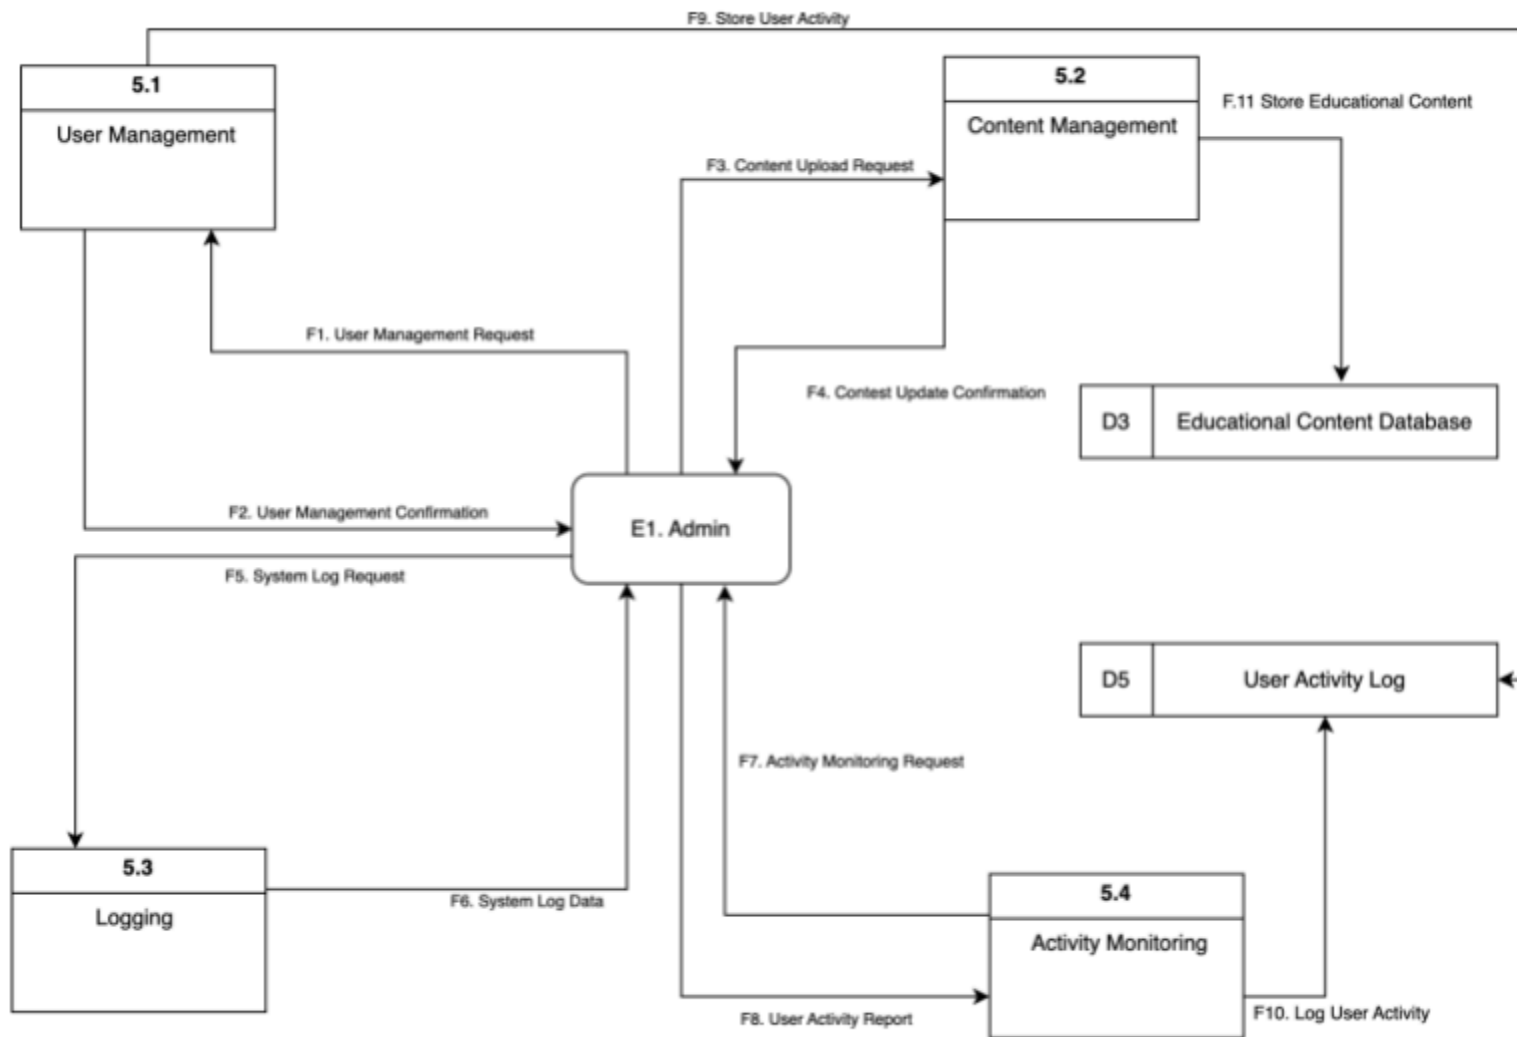 F9. Store User Activity
5.1
User Management
5.2
Content Management
F.11 Store Educational Content
F3. Content Upload Request
F1. User Management Request
F4. Contest Update Confirmation
D3
Educational Content Database
F2. User Management Confirmation
E1. Admin
F5. System Log Request
D5
User Activity Log
F7. Activity Monitoring Request
5.3
Logging
F6. System Log Data
5.4
Activity Monitoring
F8. User Activity Report
F10. Log User Activity